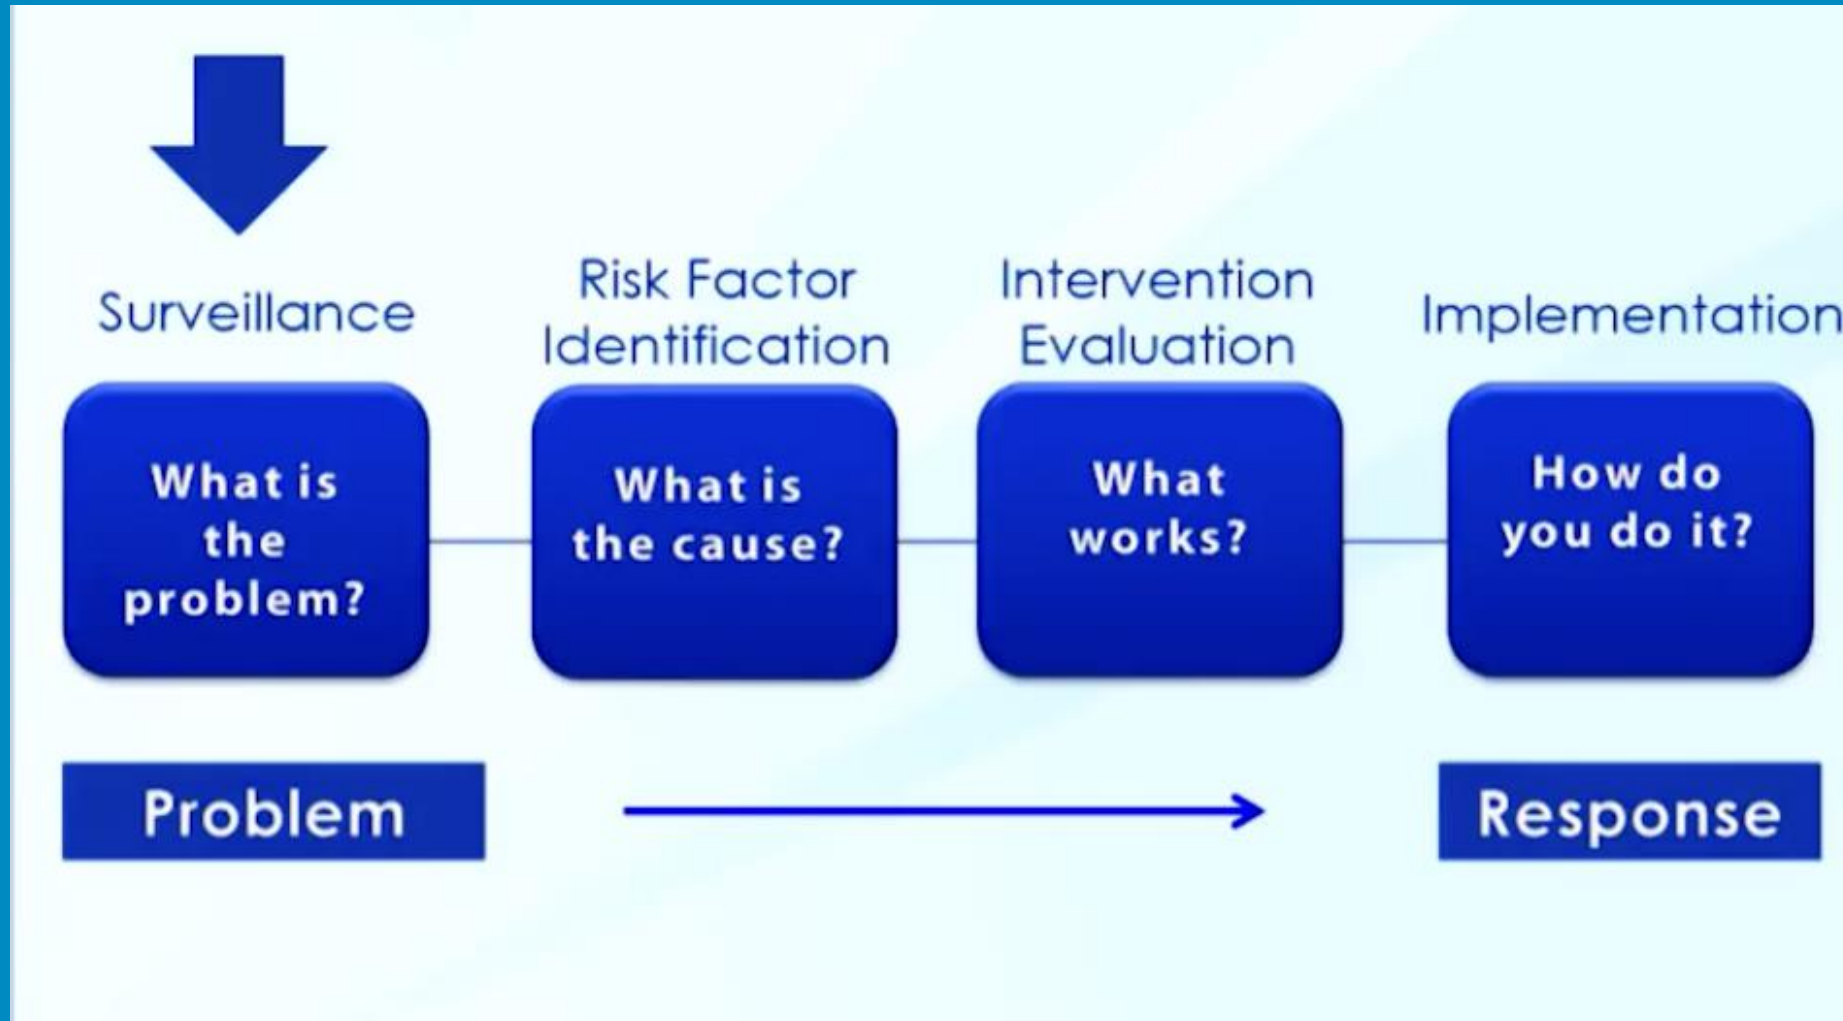 Surveillance
Risk Factor
Identification
Intervention
Evaluation
Implementation
What is
the
problem?
What is
the cause?
What
works?
How do
you do it?
Problem
Response